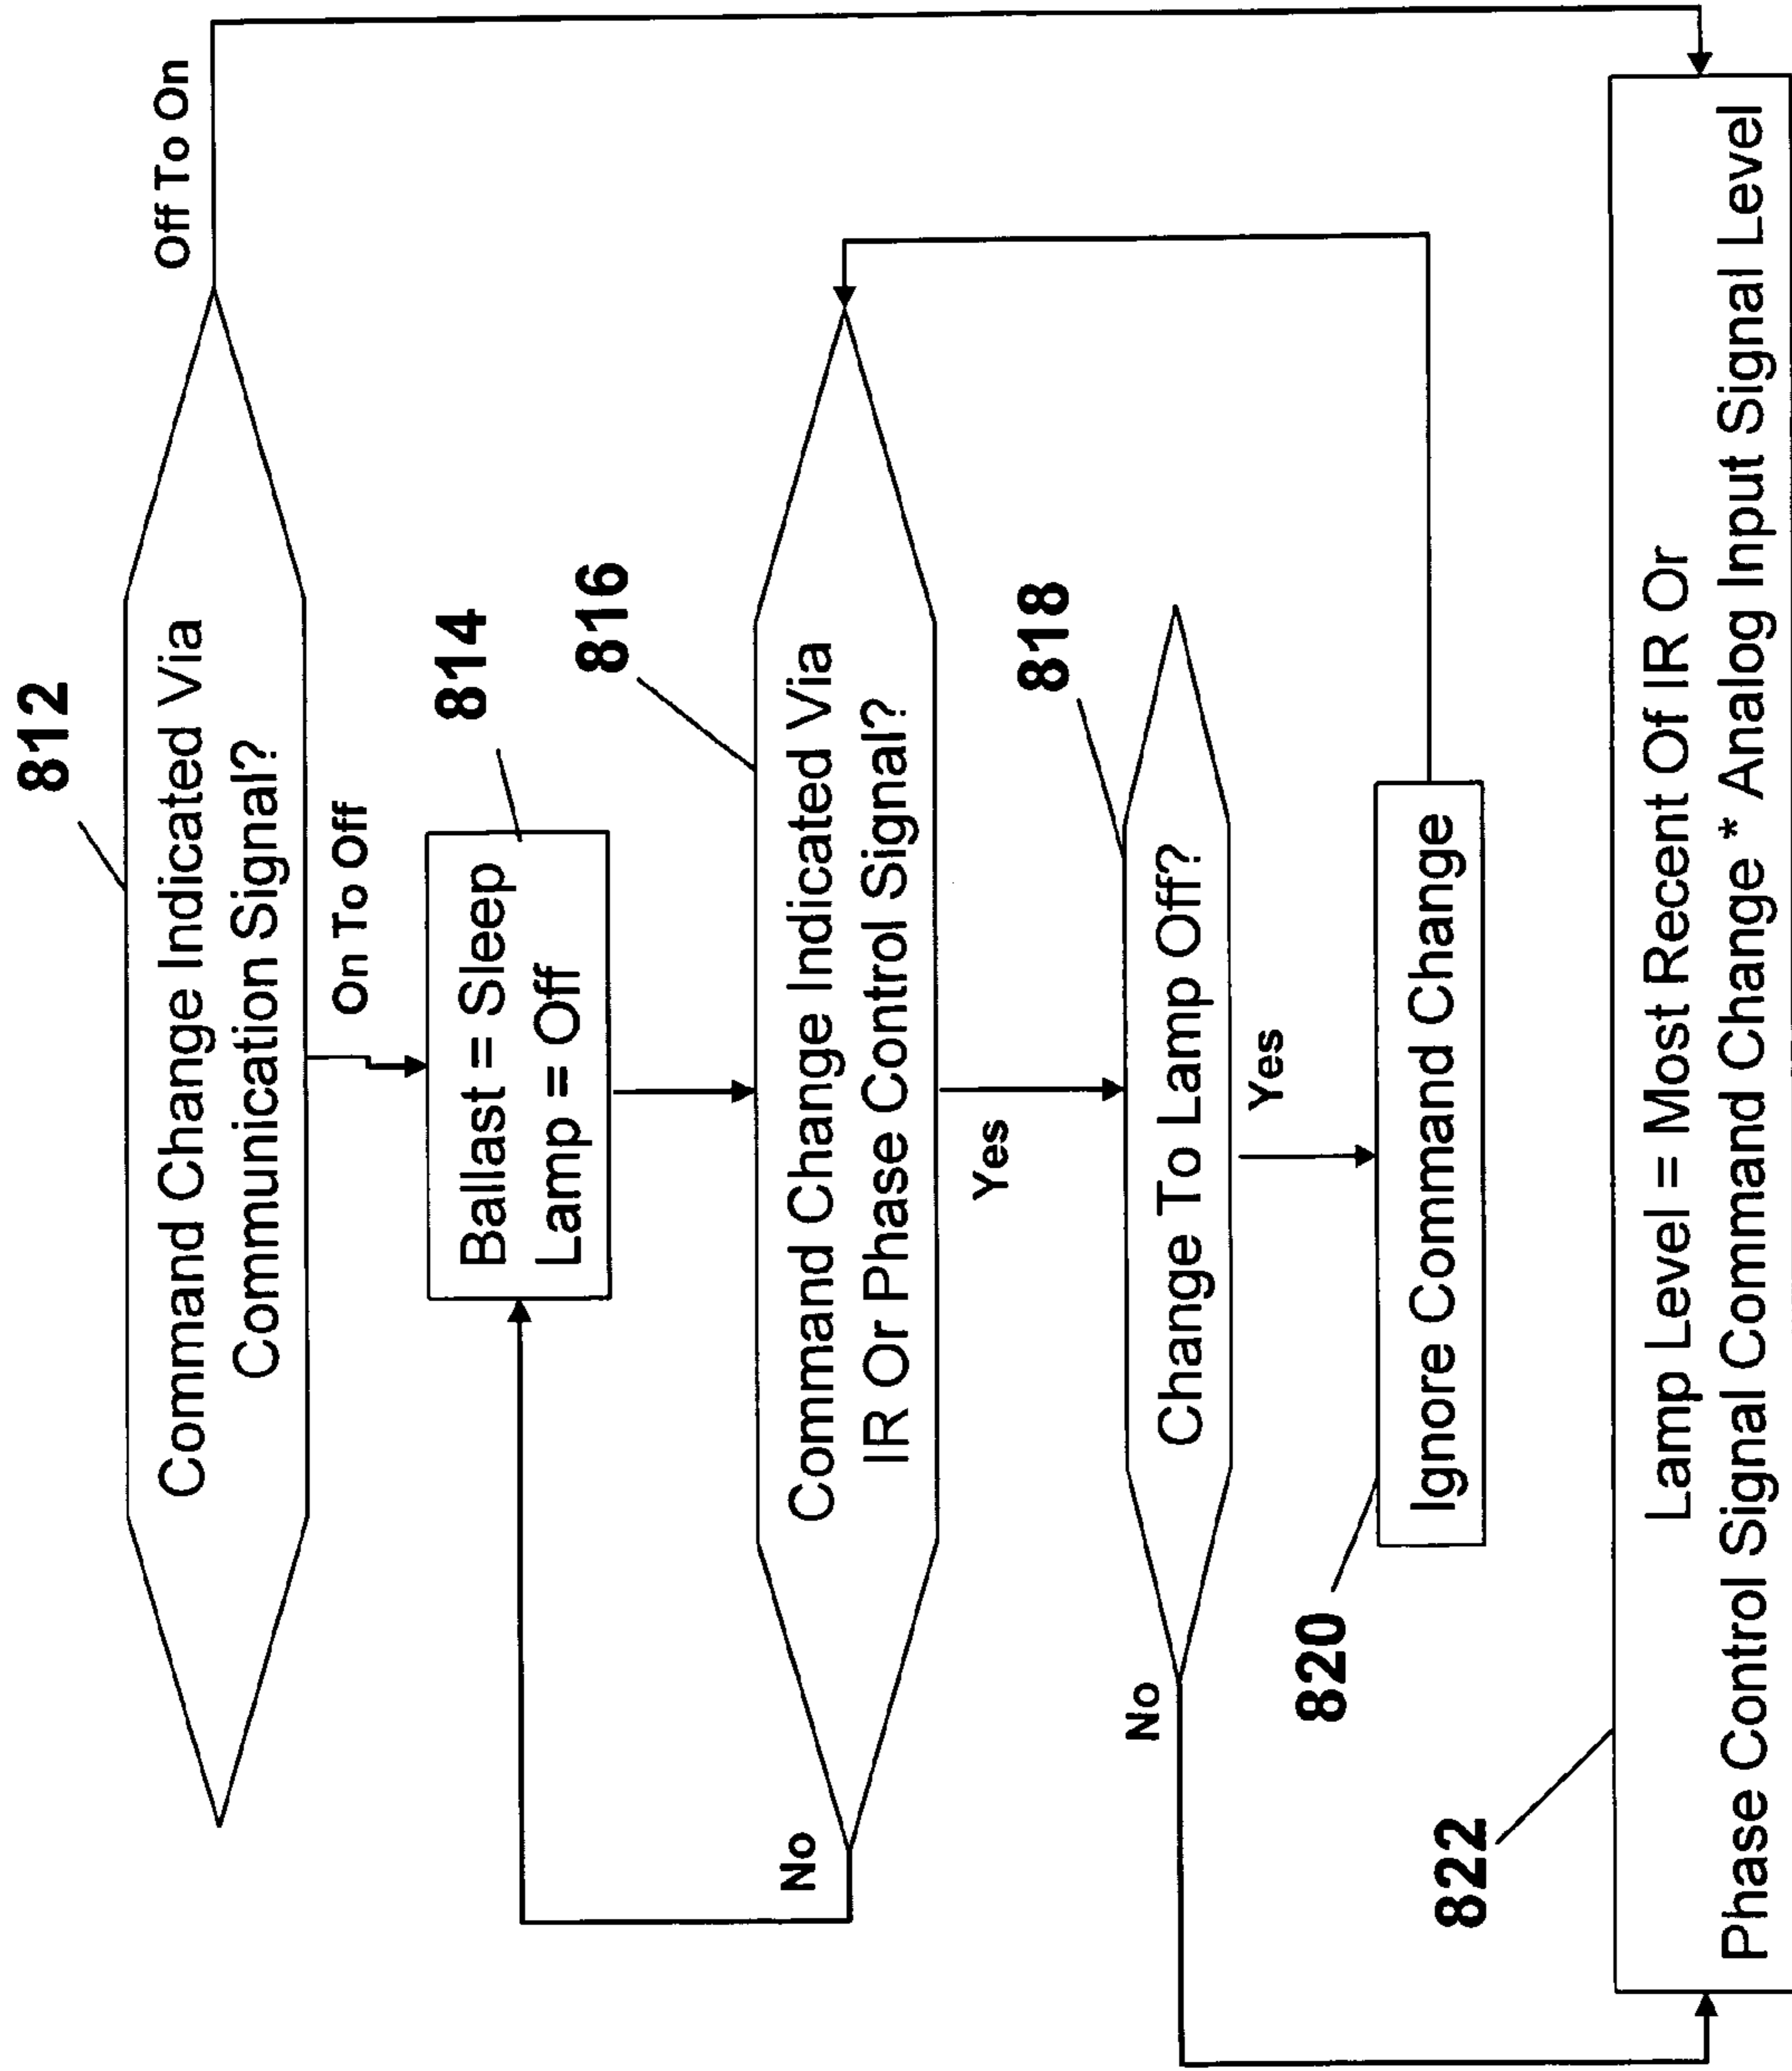 812
Command Change Indicated Via
Communication Signal?
Off To On
On To Off
814
Ballast = Sleep
Lamp = Off
816
Command Change Indicated Via
IR Or Phase Control Signal?
No
Yes
818
Change To Lamp Off?
No
Yes
820
Ignore Command Change
822
Lamp Level = Most Recent Of IR Or
Phase Control Signal Command Change * Analog Input Signal Level